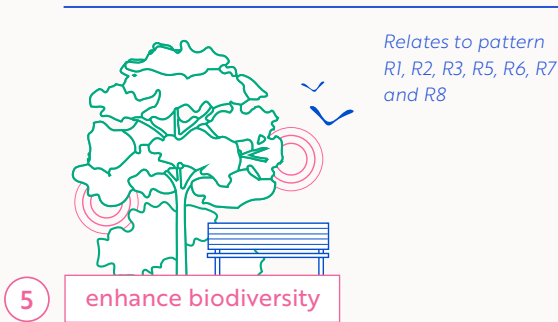 Relates to pattern
R1, R2, R3, R5, R6, R7
and R8
5
enhance biodiversity